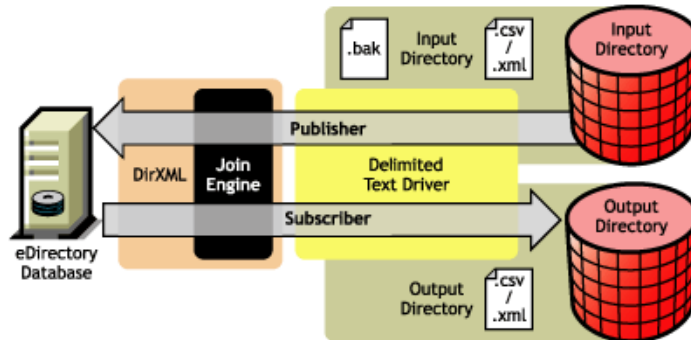 .bak
Input
Directory
.csv
/
.xml
Input
Directory
Publisher
DirXML
Join
Engine
Delimited
Text Driver
Subscriber
eDirectory
Database
Output
Directory
Output
Directory
.csv
/
.xml